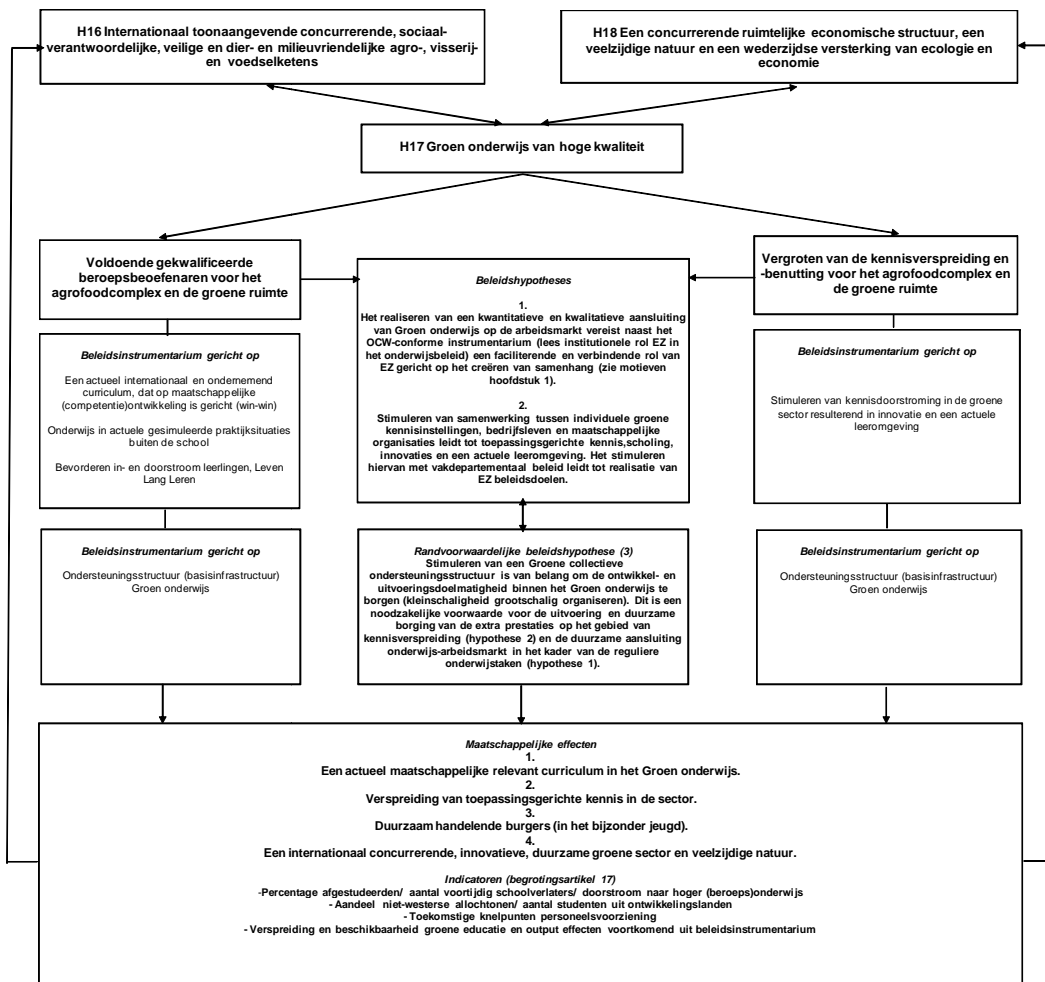 H16 Internationaal toonaangevende concurrerende, sociaal-
verantwoordelijke, veilige en dier- en milieuvriendelijke agro-, visserij-
en voedselketens
H18 Een concurrerende ruimtelijke economische structuur, een
veelzijdige natuur en een wederzijdse versterking van ecologie en
economie
H17 Groen onderwijs van hoge kwaliteit
Voldoende gekwalificeerde
beroepsbeoefenaren voor het
agrofoodcomplex en de groene ruimte
Beleidsinstrumentarium gericht op
Een actueel internationaal en ondernemend
curriculum, dat op maatschappelijke
(competentie)ontwikkeling is gericht (win-win)
Onderwijs in actuele gesimuleerde praktijksituaties
buiten de school
Bevorderen in- en doorstroom leerlingen, Leven
Lang Leren
Beleidsinstrumentarium gericht op
Ondersteuningsstructuur (basisinfrastructuur)
Groen onderwijs
Beleidshypotheses
1.
Het realiseren van een kwantitatieve en kwalitatieve aansluiting
van Groen onderwijs op de arbeidsmarkt vereist naast het
OCW-conforme instrumentarium (lees institutionele rol EZ in
het onderwijsbeleid) een faciliterende en verbindende rol van
EZ gericht op het creëren van samenhang (zie motieven
hoofdstuk 1).
2.
Stimuleren van samenwerking tussen individuele groene
kennisinstellingen, bedrijfsleven en maatschappelijke
organisaties leidt tot toepassingsgerichte kennis,scholing,
innovaties en een actuele leeromgeving. Het stimuleren
hiervan met vakdepartementaal beleid leidt tot realisatie van
EZ beleidsdoelen.
Randvoorwaardelijke beleidshypothese (3)
Stimuleren van een Groene collectieve
ondersteuningsstructuur is van belang om de ontwikkel- en
uitvoeringsdoelmatigheid binnen het Groen onderwijs te
borgen (kleinschaligheid grootschalig organiseren). Dit is een
noodzakelijke voorwaarde voor de uitvoering en duurzame
borging van de extra prestaties op het gebied van
kennisverspreiding (hypothese 2) en de duurzame aansluiting
onderwijs-arbeidsmarkt in het kader van de reguliere
onderwijstaken (hypothese 1).
Vergroten van de kennisverspreiding en
-benutting voor het agrofoodcomplex en
de groene ruimte
Beleidsinstrumentarium gericht op
Stimuleren van kennisdoorstroming in de groene
sector resulterend in innovatie en een actuele
leeromgeving
Beleidsinstrumentarium gericht op
Ondersteuningsstructuur (basisinfrastructuur)
Groen onderwijs
Maatschappelijke effecten
1.
Een actueel maatschappelijke relevant curriculum in het Groen onderwijs.
2.
Verspreiding van toepassingsgerichte kennis in de sector.
3.
Duurzaam handelende burgers (in het bijzonder jeugd).
4.
Een internationaal concurrerende, innovatieve, duurzame groene sector en veelzijdige natuur.
Indicatoren (begrotingsartikel 17)
-Percentage afgestudeerden/ aantal voortijdig schoolverlaters/ doorstroom naar hoger (beroeps)onderwijs
- Aandeel niet-westerse allochtonen/ aantal studenten uit ontwikkelingslanden
- Toekomstige knelpunten personeelsvoorziening
- Verspreiding en beschikbaarheid groene educatie en output effecten voortkomend uit beleidsinstrumentarium